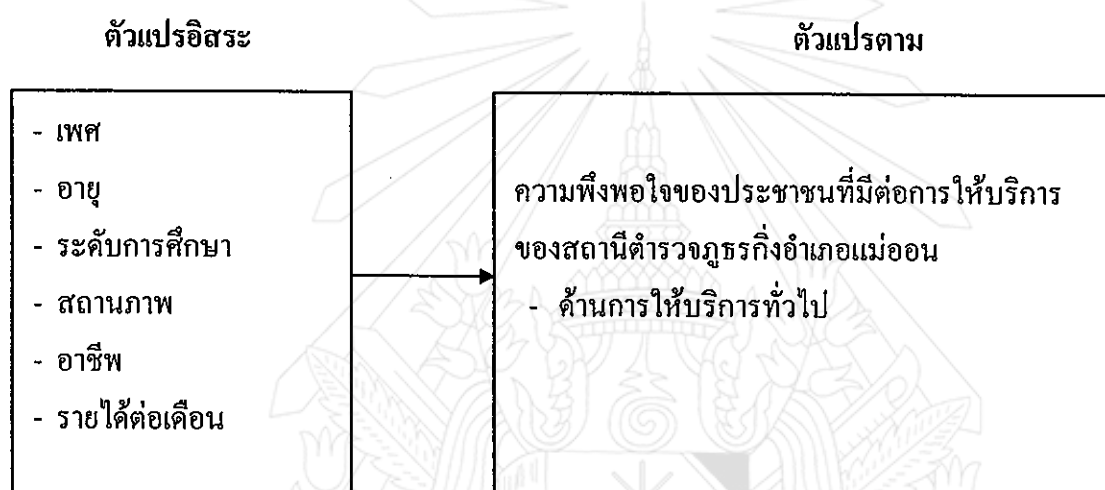 ตัวแปรอิสระ
ตัวแปรตาม
- เพศ
- อายุ
- ระดับการศึกษา
- สถานภาพ
- อาชีพ
- รายได้ต่อเดือน
ความพึงพอใจของประชาชนที่มีต่อการให้บริการ
ของสถานีตำรวจภูธรกิ่งอำเภอแม่ออน
- ด้านการให้บริการทั่วไป